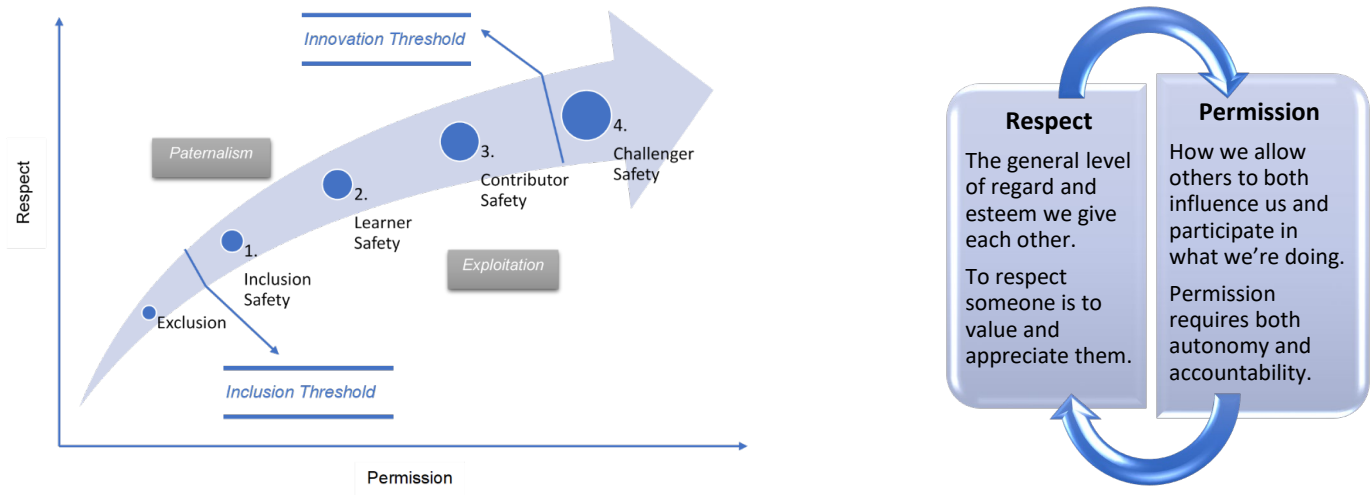 Innovation Threshold
Paternalism
4.
Challenger
Safety
3.
Contributor
Safety
2.
Learner
Safety
Exploitation
1.
Inclusion
Safety
Exclusion
Inclusion Threshold
Respect
Permission
Respect
The general level
of regard and
esteem we give
each other.
To respect
someone is to
value and
appreciate them.
Permission
How we allow
others to both
influence us and
participate in
what we’re doing.
Permission
requires both
autonomy and
accountability.